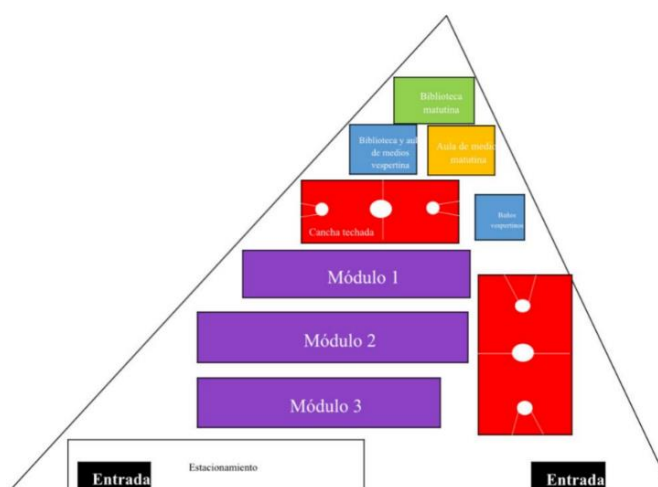 Biblioteca
matutina
Biblioteca y aul
de medios
vespertina
Aula de medio
matutina
Cancha techada
Baños
vespertinos
Módulo 1
Módulo 2
Módulo 3
Estacionamiento
Entrada
Entrada